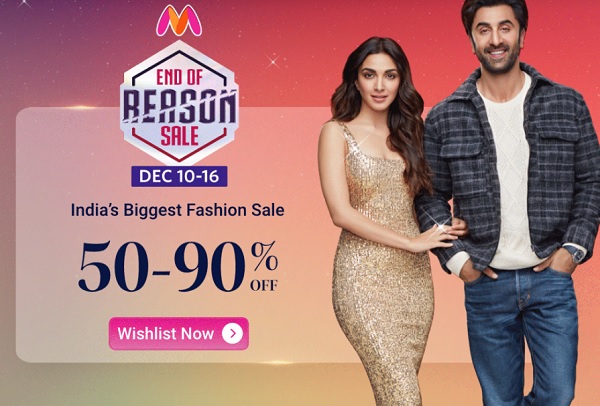 END OF
REASON
SALE
DEC 10-16
India's Biggest Fashion Sale
50-90% OFF
Wishlist Now